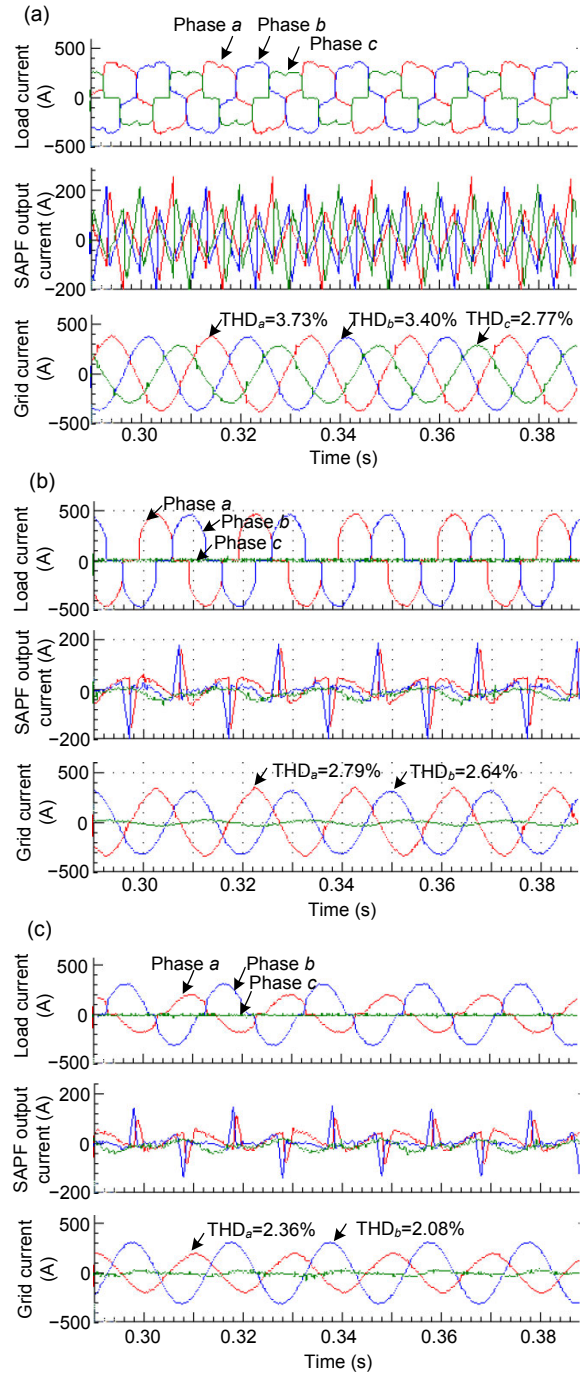 (a)
Phase a
Phase b
Phase c
Load current
(A)
500
0
−500
SAPF output
current (A)
200
0
−200
Grid current
(A)
THDa=3.73%
THDb=3.40%
THDc=2.77%
500
0
−500
0.30
0.32
0.34
0.36
0.38
Time (s)
(b)
Phase a
Phase b
Phase c
Load current
(A)
500
0
−500
SAPF output
current (A)
200
0
−200
Grid current
(A)
THDa=2.79%
THDb=2.64%
500
0
−500
0.30
0.32
0.34
0.36
0.38
Time (s)
(c)
Phase a
Phase b
Phase c
Load current
(A)
500
0
−500
SAPF output
current (A)
200
0
−200
Grid current
(A)
THDa=2.36%
THDb=2.08%
500
0
−500
0.30
0.32
0.34
0.36
0.38
Time (s)